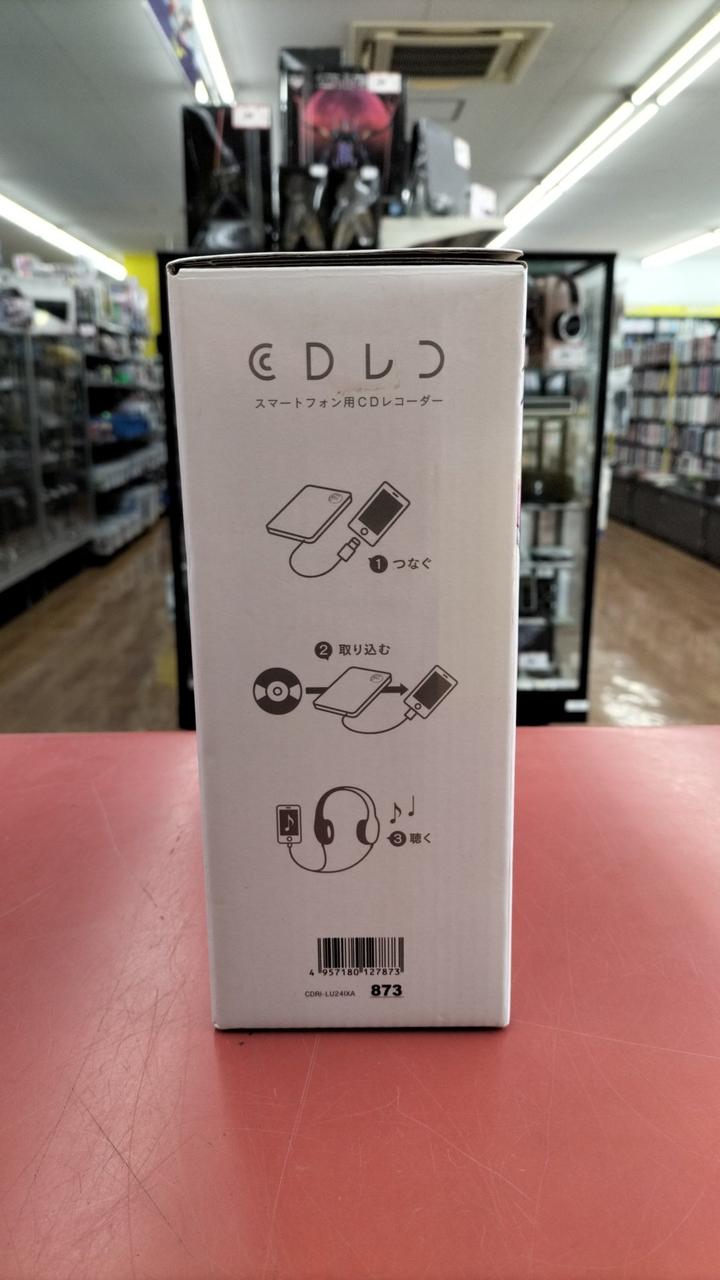 CDレコ
スマートフォン用CDレコーダー
1 つなぐ
2 取り込む
3 聴く
4 957180 127873
CDRI-LU24IXA 873